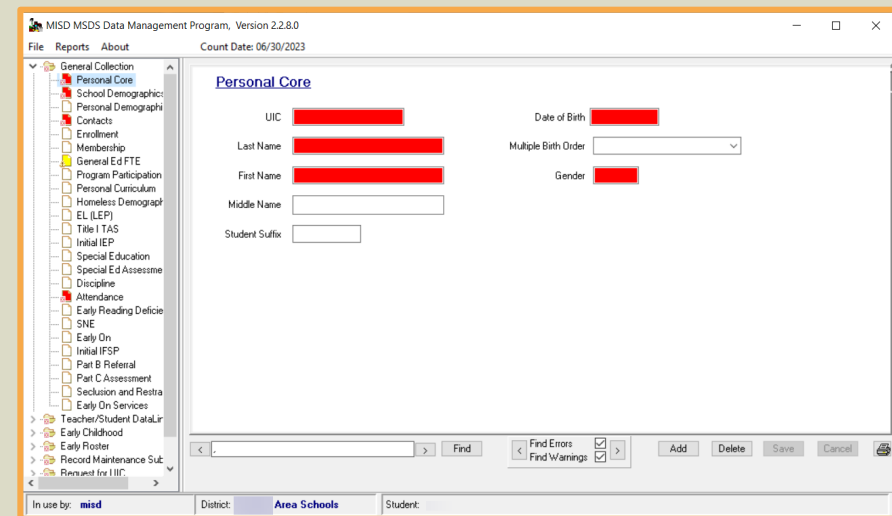 MISD MSDS Data Management Program, Version 2.2.8.0
File Reports About Count Date: 06/30/2023
General Collection
Personal Core
School Demographics
Personal Demographi
Contacts
Enrollment
Membership
General Ed FTE
Program Participation
Personal Curriculum
Homeless Demograph
EL (LEP)
Title I TAS
Initial IEP
Special Education
Special Ed Assessme
Discipline
Attendance
Early Reading Deficie
SNE
Early On
Initial IFSP
Part B Referral
Part C Assessment
Seclusion and Restra
Early On Services
Teacher/Student DataLin
Early Childhood
Early Roster
Record Maintenance Sub
Request for UIC
Personal Core
UIC
Last Name
First Name
Middle Name
Student Suffix
Date of Birth
Multiple Birth Order
Gender
< , > Find
Find Errors
Find Warnings
Add Delete Save Cancel
In use by: misd District: Area Schools Student: